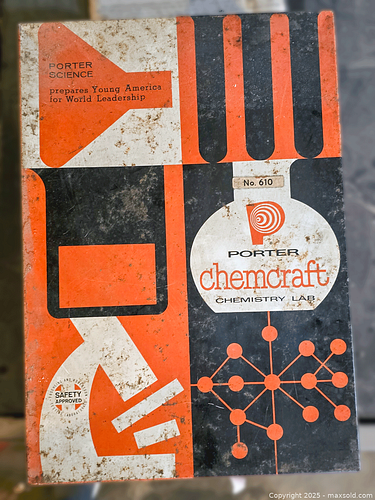 PORTER
SCIENCE
prepares Young America
for World Leadership
No. 610
P
PORTER
chemcraft
CHEMISTRY LAB
SAFETY
APPROVED
Copyright © 2025 - maxsold.com